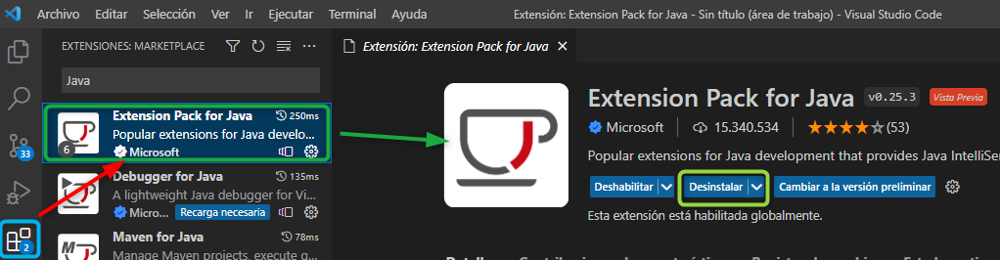 Archivo Editar Selección Ver Ir Ejecutar Terminal Ayuda Extensión: Extension Pack for Java - Sin título (área de trabajo) - Visual Studio Code
EXTENSIONES: MARKETPLACE
Java
Extension Pack for Java 250ms
Popular extensions for Java develo...
6
Microsoft
Debugger for Java 135ms
A lightweight Java debugger for Vi...
Micro... Recarga necesaria
Maven for Java 78ms
Manage Maven projects, execute g...
33
2
Extensión: Extension Pack for Java
Extension Pack for Java v0.25.3 Vista Previa
Microsoft 15.340.534 (53)
Popular extensions for Java development that provides Java IntelliSen
Deshabilitar Desinstalar Cambiar a la versión preliminar
Esta extensión está habilitada globalmente.